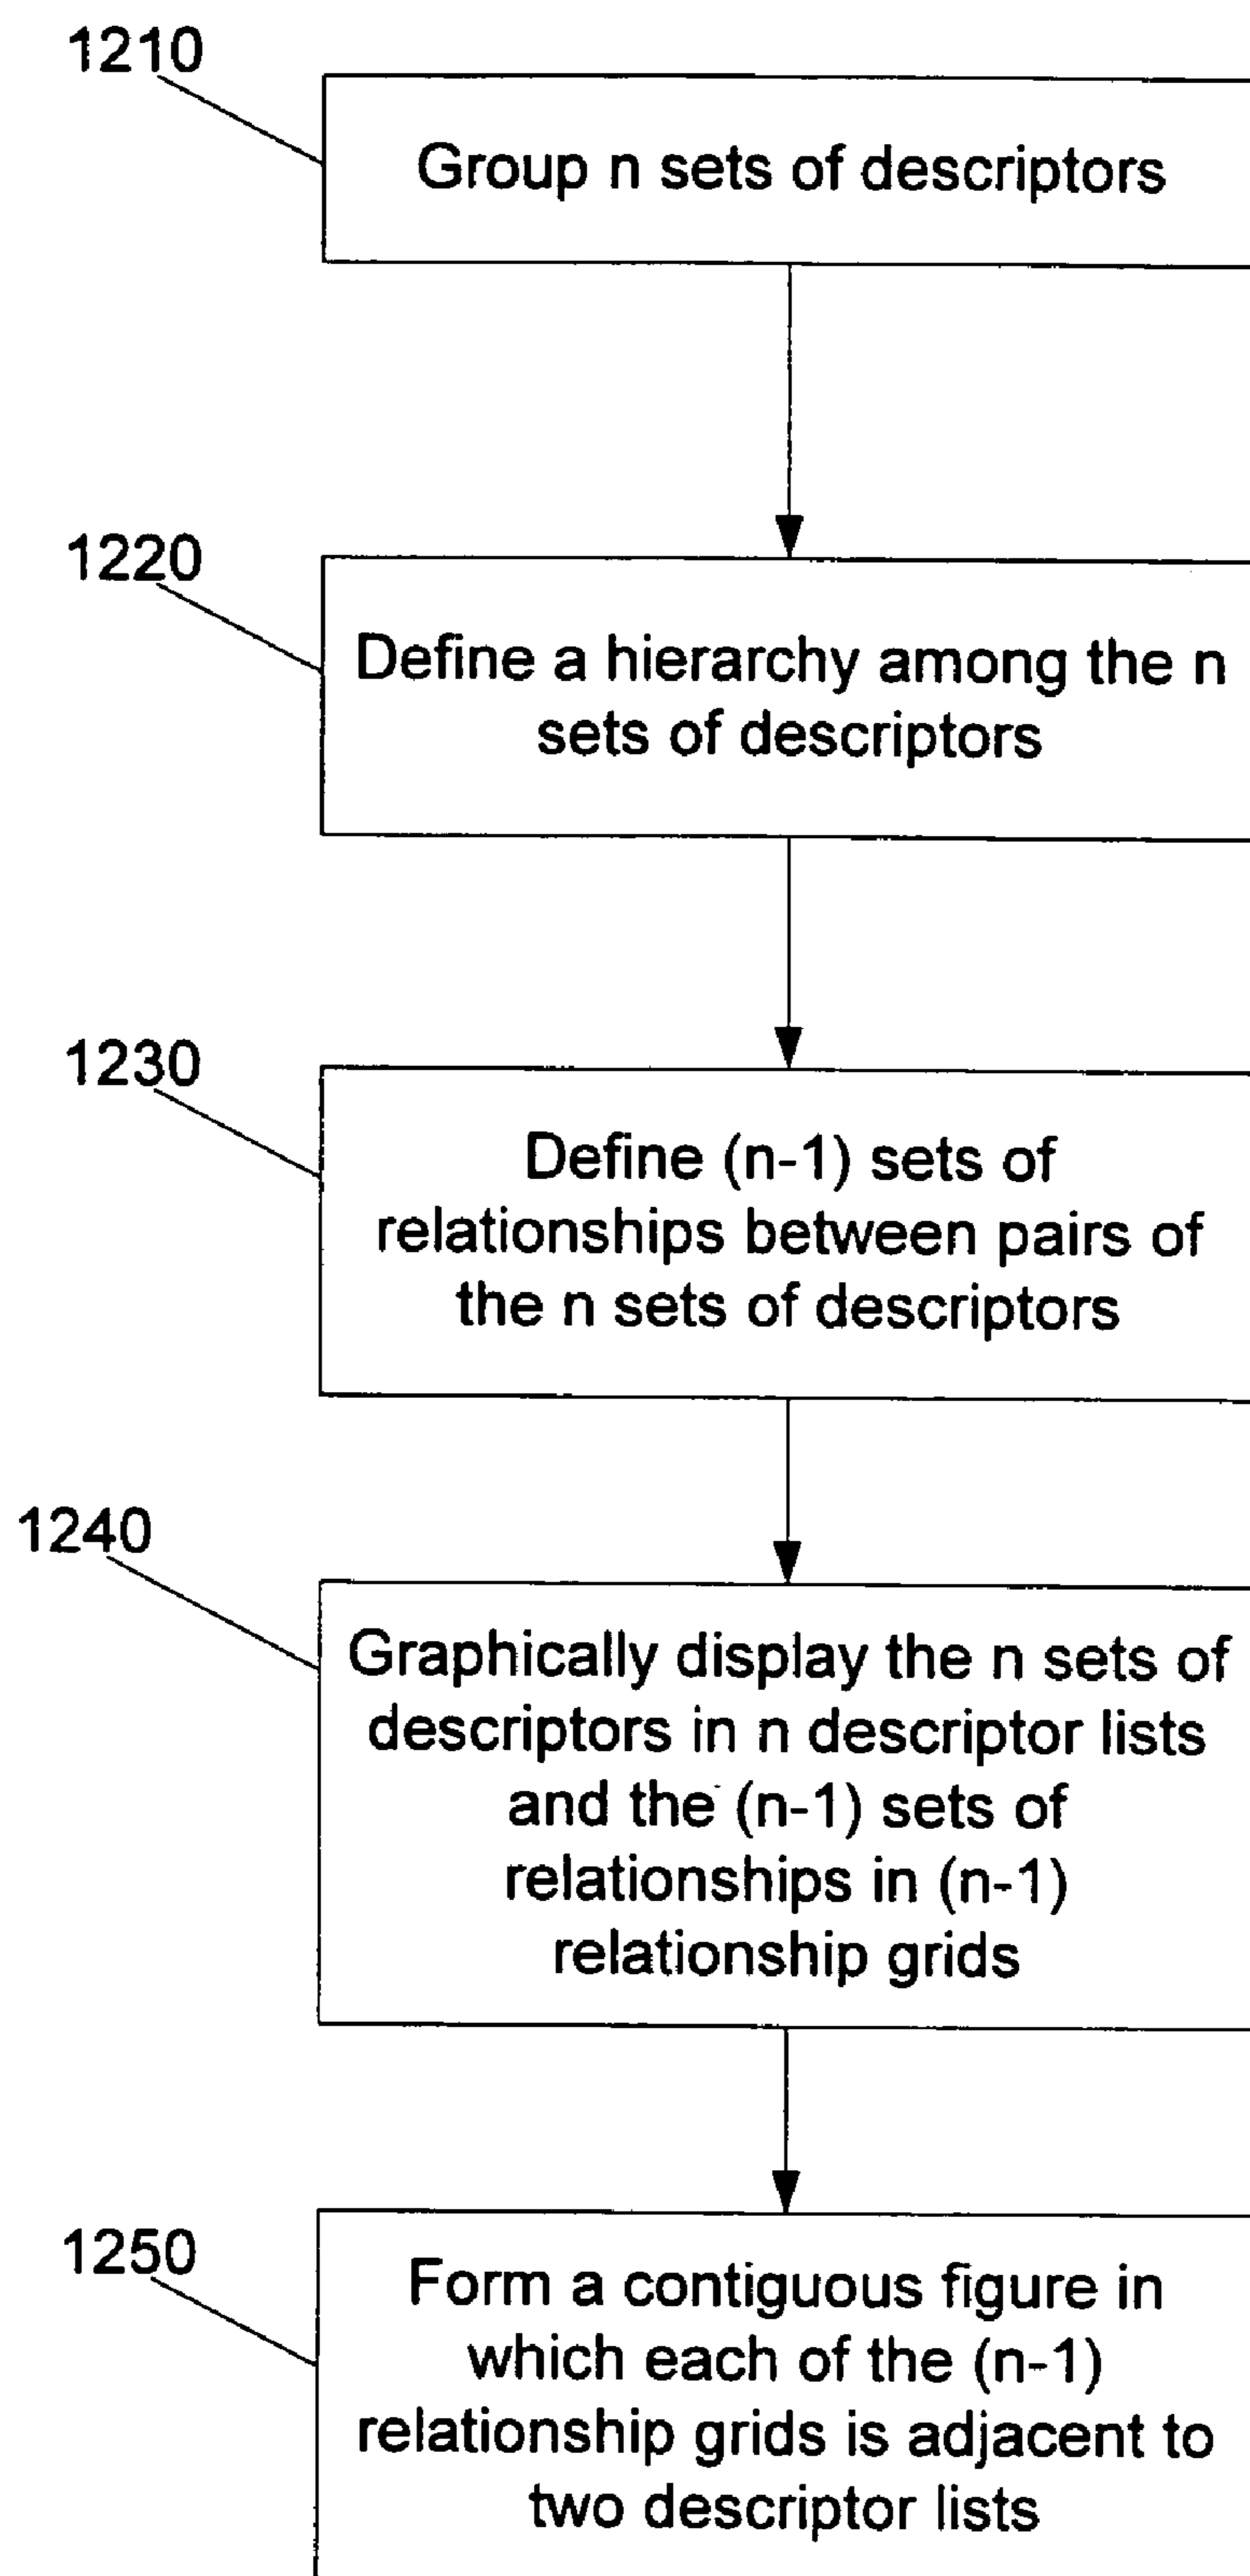 1210
Group n sets of descriptors
1220
Define a hierarchy among the n
sets of descriptors
1230
Define (n-1) sets of
relationships between pairs of
the n sets of descriptors
1240
Graphically display the n sets of
descriptors in n descriptor lists
and the (n-1) sets of
relationships in (n-1)
relationship grids
1250
Form a contiguous figure in
which each of the (n-1)
relationship grids is adjacent to
two descriptor lists